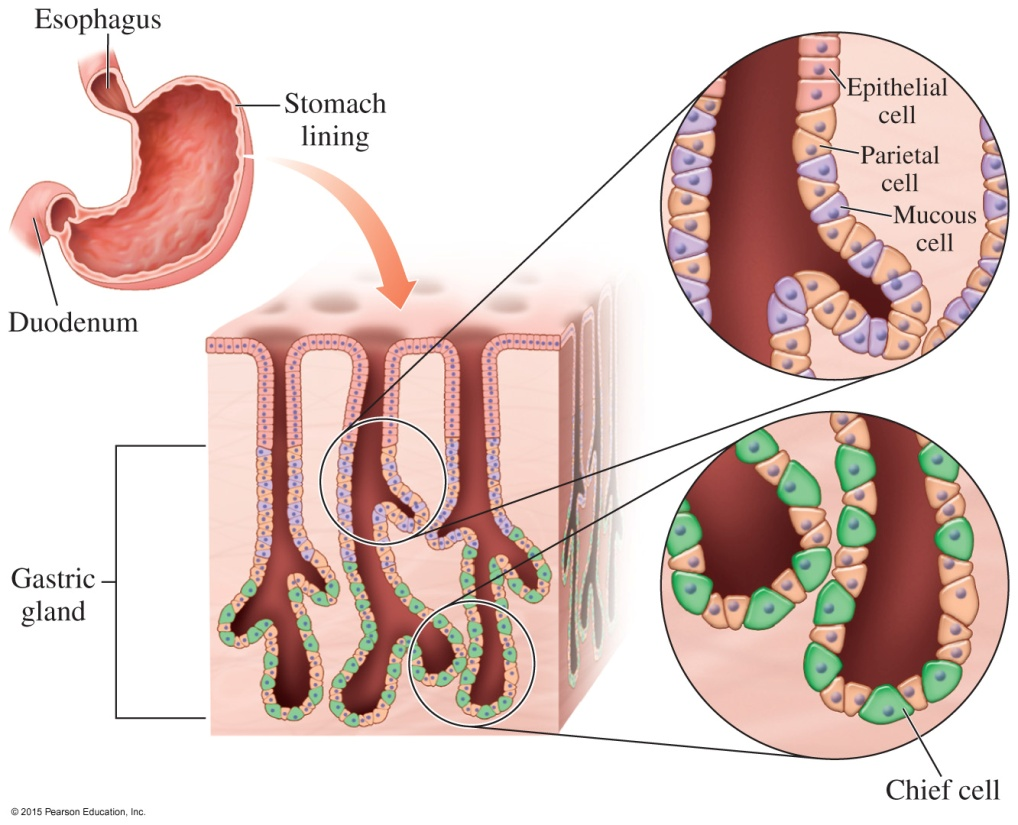 Esophagus
Stomach
lining
Duodenum
Epithelial
cell
Parietal
cell
Mucous
cell
Gastric
gland
Chief cell
© 2015 Pearson Education, Inc.